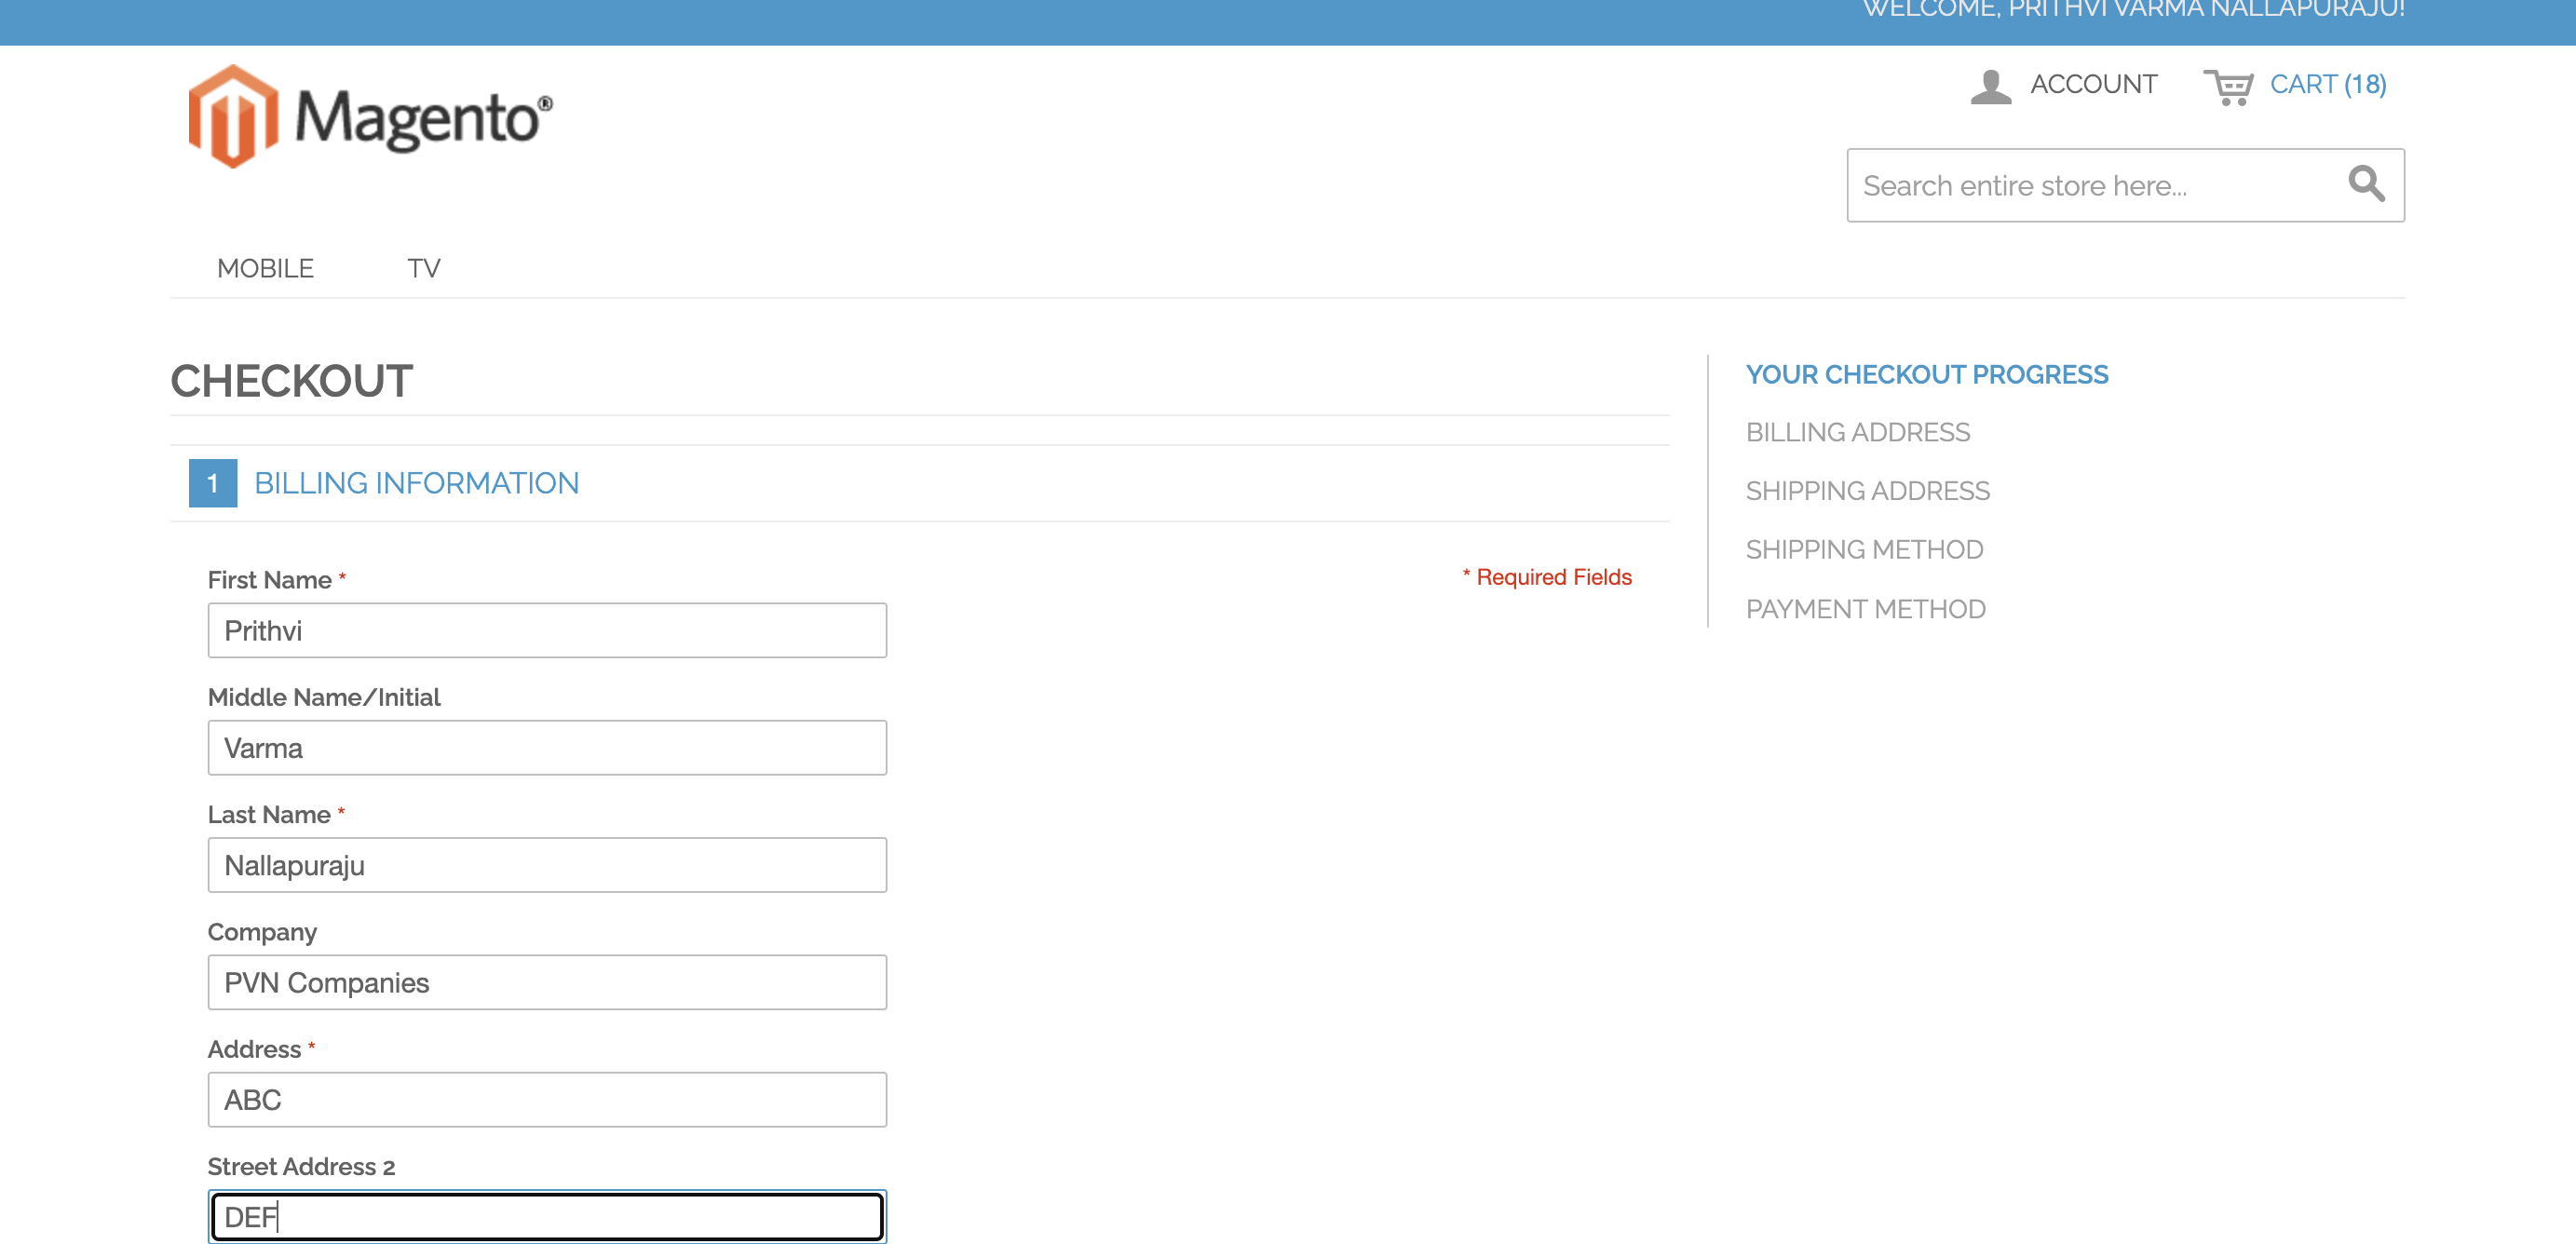 WELCOME, PRITHVI VARMA NALLAPURAJU!
Magento®
ACCOUNT
CART (18)
Search entire store here...
MOBILE
TV
CHECKOUT
1 BILLING INFORMATION
* Required Fields
First Name *
Prithvi
Middle Name/Initial
Varma
Last Name *
Nallapuraju
Company
PVN Companies
Address *
ABC
Street Address 2
DEF
YOUR CHECKOUT PROGRESS
BILLING ADDRESS
SHIPPING ADDRESS
SHIPPING METHOD
PAYMENT METHOD